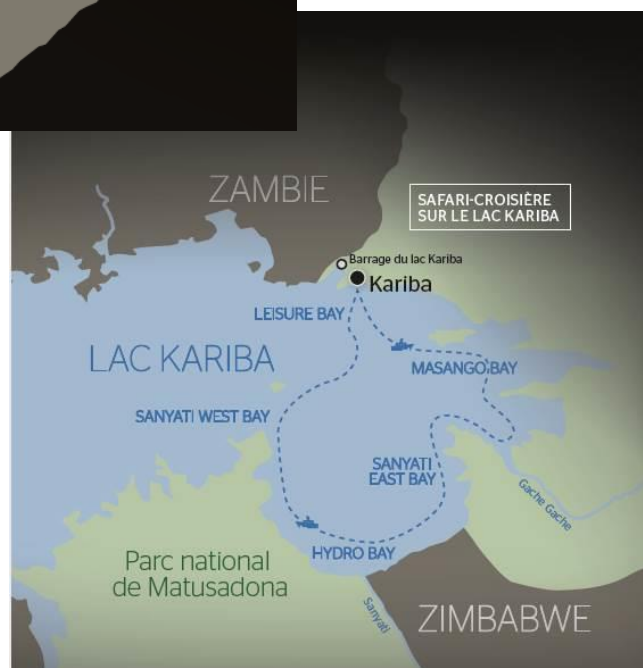 ZAMBIE
SAFARI-CROISIÈRE
SUR LE LAC KARIBA
Barrage du lac Kariba
Kariba
LEISURE BAY
LAC KARIBA
MASANGO BAY
SANYATI WEST BAY
SANYATI
EAST BAY
Gache Gache
HYDRO BAY
Parc national
de Matusadona
Sanyati
ZIMBABWE